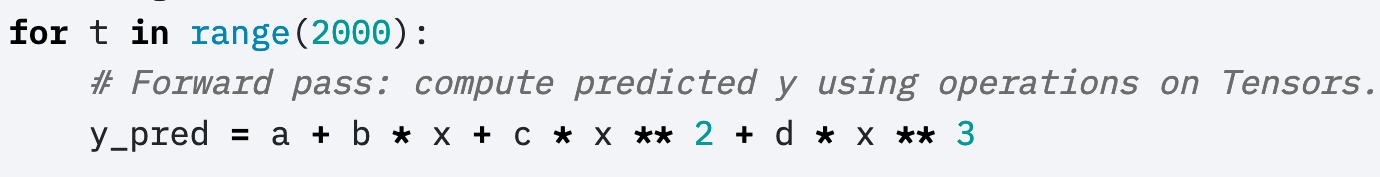 for t in range(2000):
    # Forward pass: compute predicted y using operations on Tensors.
    y_pred = a + b * x + c * x ** 2 + d * x ** 3